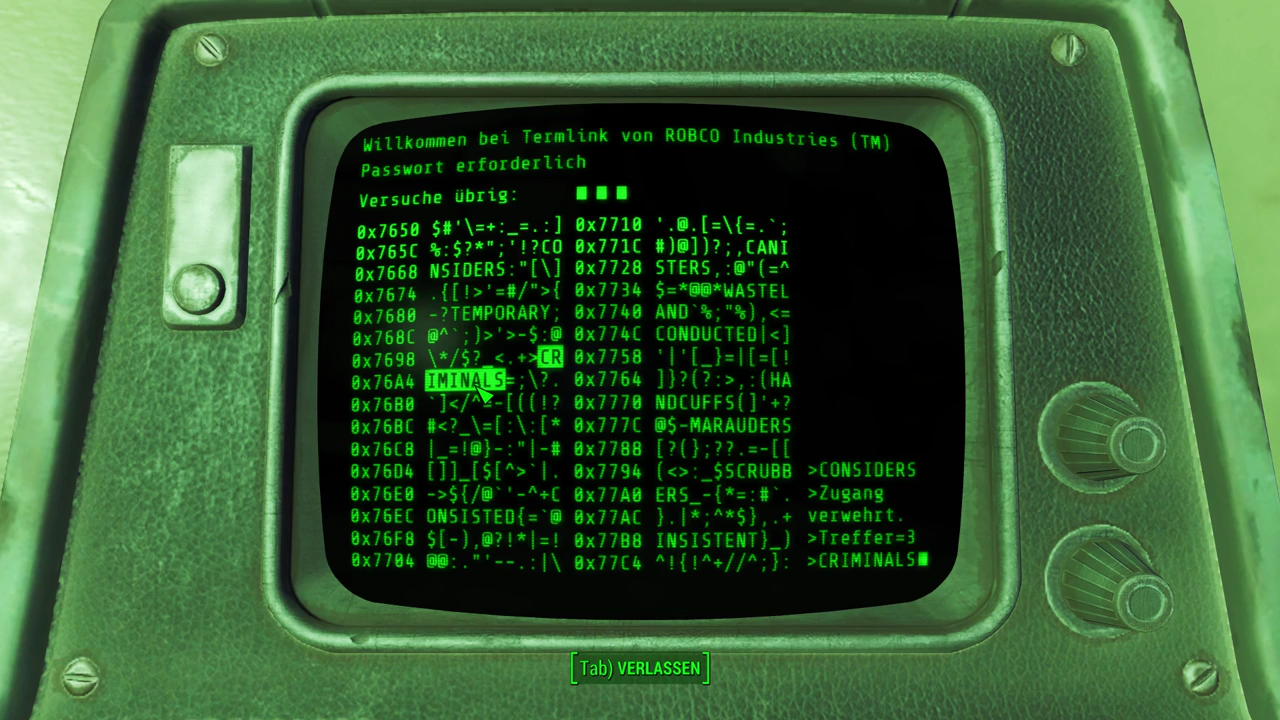 Willkommen bei Termlink von ROBCO Industries (TM)
Passwort erforderlich
Versuche übrig: ■ ■ ■
0x7650 $#'\=+:_=.:]
0x765C %:$?*";'!?CO
0x7668 NSIDERS:"[\]
0x7674 .{[!>'=#/">{
0x7680 -?TEMPORARY;
0x768C @^`;)>'>-$:@
0x7698 \*/$?_<.+>CR
0x76A4 IMINALS=;\?.
0x76B0 `]</^=-[((!?
0x76BC #<?_\=[:\:[*
0x76C8 |_=!@}-:"|-#
0x76D4 []]_[$[^>`|.
0x76E0 ->${/@`'-^+C
0x76EC ONSISTED{=`@
0x76F8 $[-),@?!*|=!
0x7704 @@:."'--.:|\
0x7710 '.@.[=\{=.`;
0x771C #)@])?;,CANI
0x7728 STERS,:@"(=^
0x7734 $=*@@*WASTEL
0x7740 AND`%;"%),<=
0x774C CONDUCTED|<]
0x7758 '|'[_}=|[=[!
0x7764 ]}?(?:>,:(HA
0x7770 NDCUFFS(]'+?
0x777C @$-MARAUDERS
0x7788 [?(};??.=-[[
0x7794 (<>:_$SCRUBB
0x77A0 ERS_-{*=:#`.
0x77AC }.|*;^*$},.+
0x77B8 INSISTENT}_)
0x77C4 ^!{!^+//^;}:
>CONSIDERS
>Zugang
verwehrt.
>Treffer=3
>CRIMINALS■
Tab) VERLASSEN